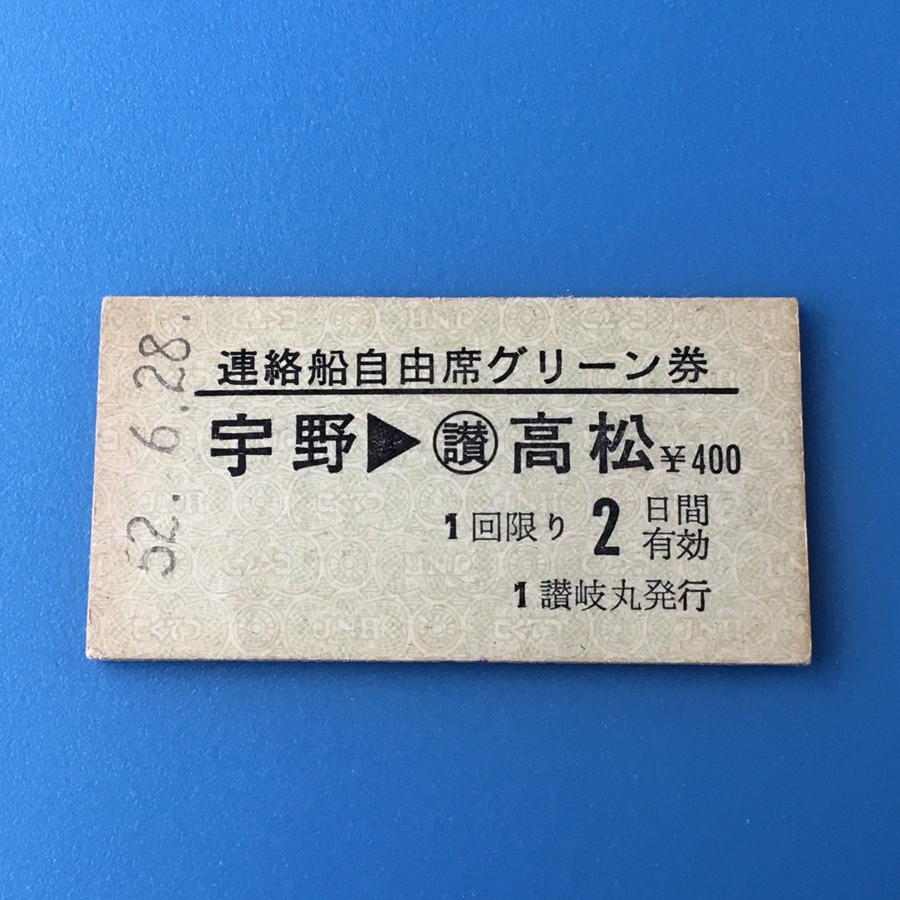 52. 6. 28.
連絡船自由席グリーン券
宇野▶㊝高松 ¥400
1回限り 2 日間有効
1 讃岐丸発行